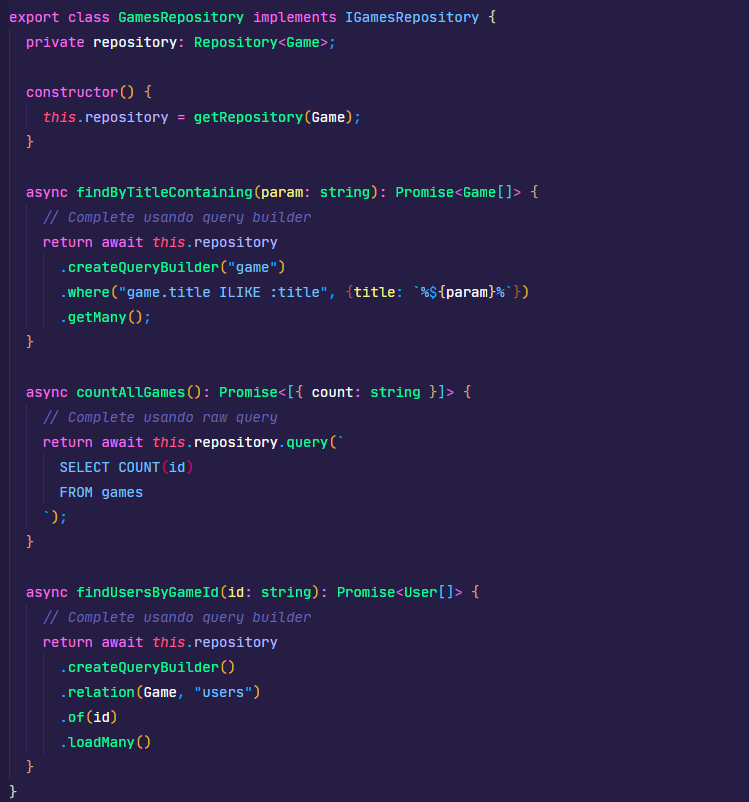 export class GamesRepository implements IGamesRepository {
  private repository: Repository<Game>;

  constructor() {
    this.repository = getRepository(Game);
  }

  async findByTitleContaining(param: string): Promise<Game[]> {
    // Complete usando query builder
    return await this.repository
      .createQueryBuilder("game")
      .where("game.title ILIKE :title", {title: `%${param}%`})
      .getMany();
  }

  async countAllGames(): Promise<[{ count: string }]> {
    // Complete usando raw query
    return await this.repository.query(`
      SELECT COUNT(id)
      FROM games
    `);
  }

  async findUsersByGameId(id: string): Promise<User[]> {
    // Complete usando query builder
    return await this.repository
      .createQueryBuilder()
      .relation(Game, "users")
      .of(id)
      .loadMany()
  }
}